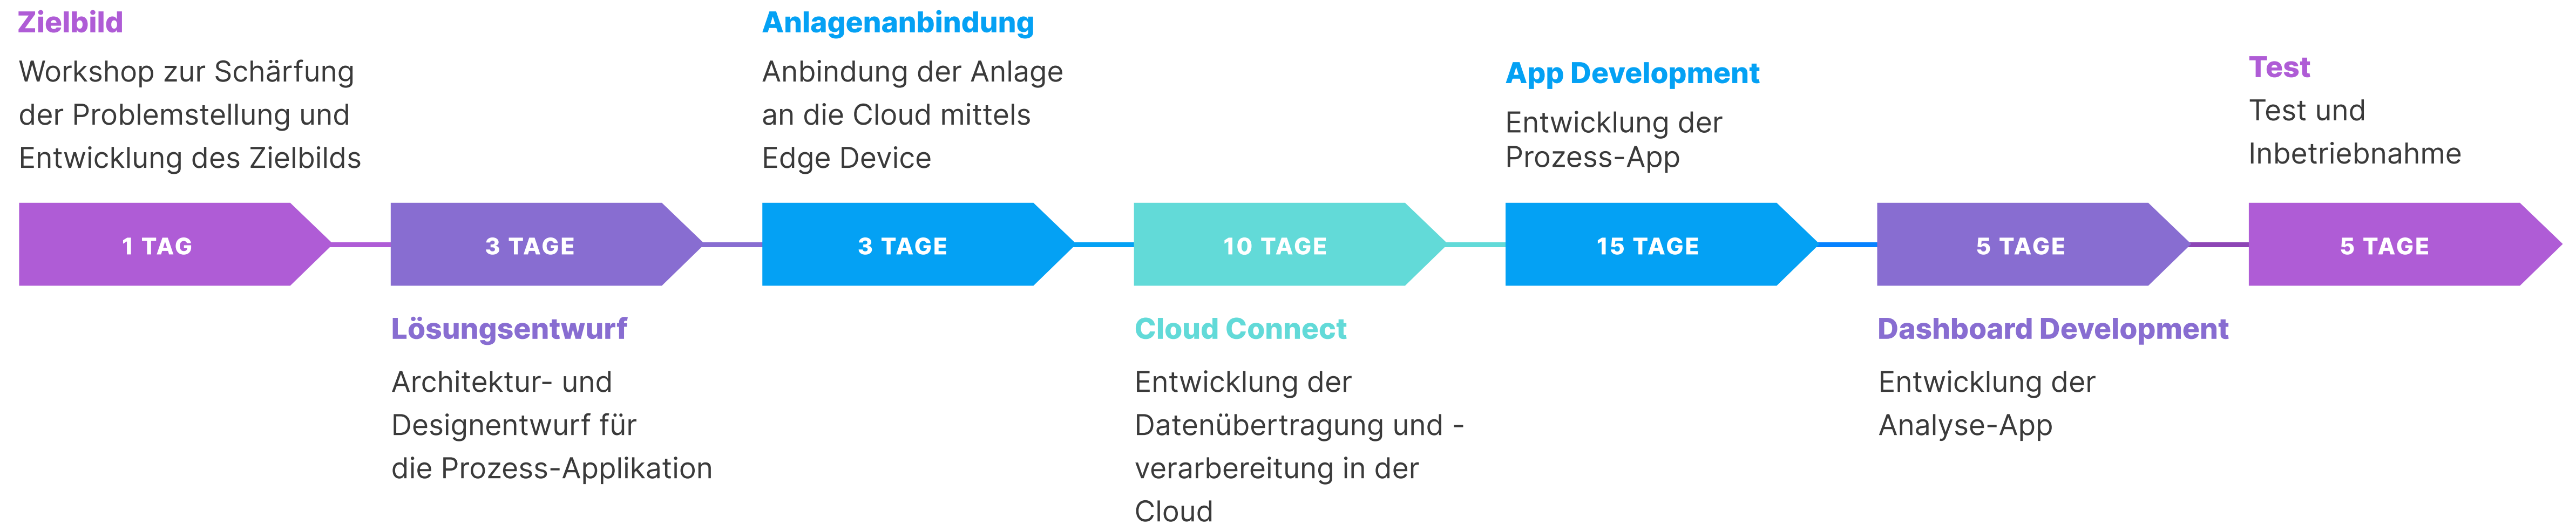 Zielbild
Workshop zur Schärfung
der Problemstellung und
Entwicklung des Zielbilds
1 TAG
3 TAGE
Lösungsentwurf
Architektur- und
Designentwurf für
die Prozess-Applikation
Anlagenanbindung
Anbindung der Anlage
an die Cloud mittels
Edge Device
3 TAGE
10 TAGE
Cloud Connect
Entwicklung der
Datenübertragung und -
verarbereitung in der
Cloud
App Development
Entwicklung der
Prozess-App
15 TAGE
5 TAGE
Dashboard Development
Entwicklung der
Analyse-App
Test
Test und
Inbetriebnahme
5 TAGE